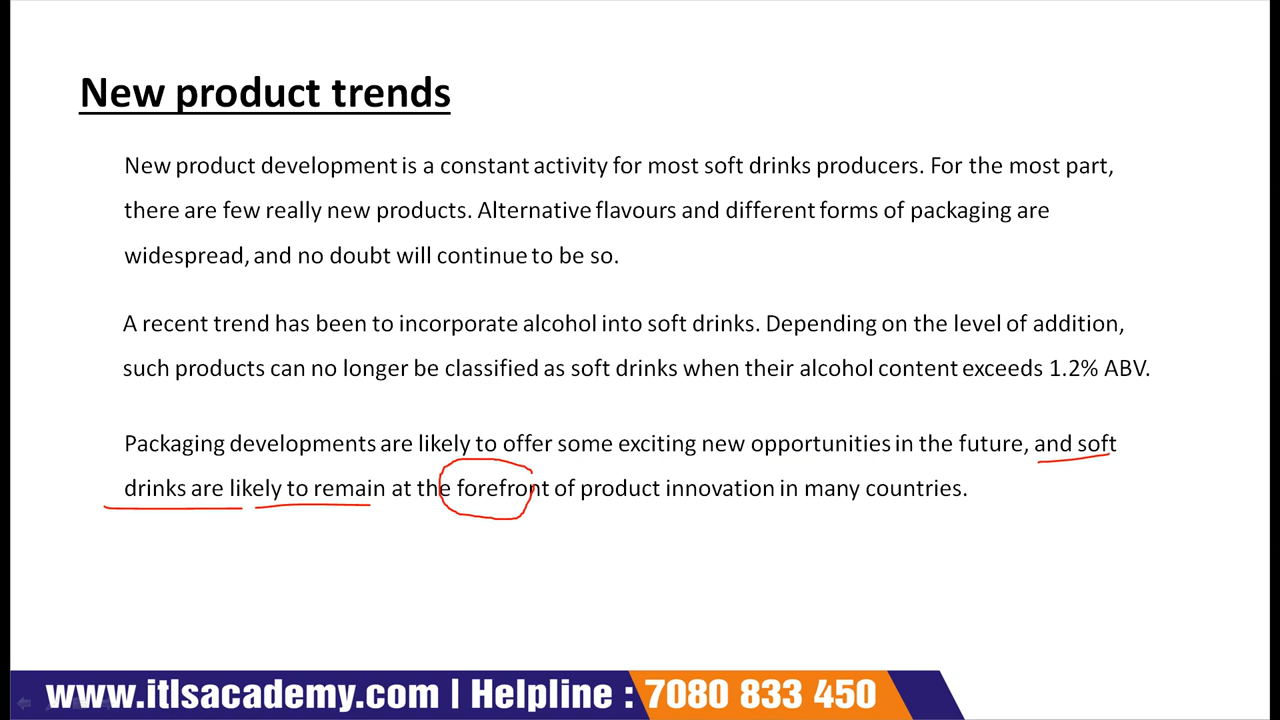 New product trends
New product development is a constant activity for most soft drinks producers. For the most part,
there are few really new products. Alternative flavours and different forms of packaging are
widespread, and no doubt will continue to be so.
A recent trend has been to incorporate alcohol into soft drinks. Depending on the level of addition,
such products can no longer be classified as soft drinks when their alcohol content exceeds 1.2% ABV.
Packaging developments are likely to offer some exciting new opportunities in the future, and soft
drinks are likely to remain at the forefront of product innovation in many countries.
www.itlsacademy.com | Helpline : 7080 833 450